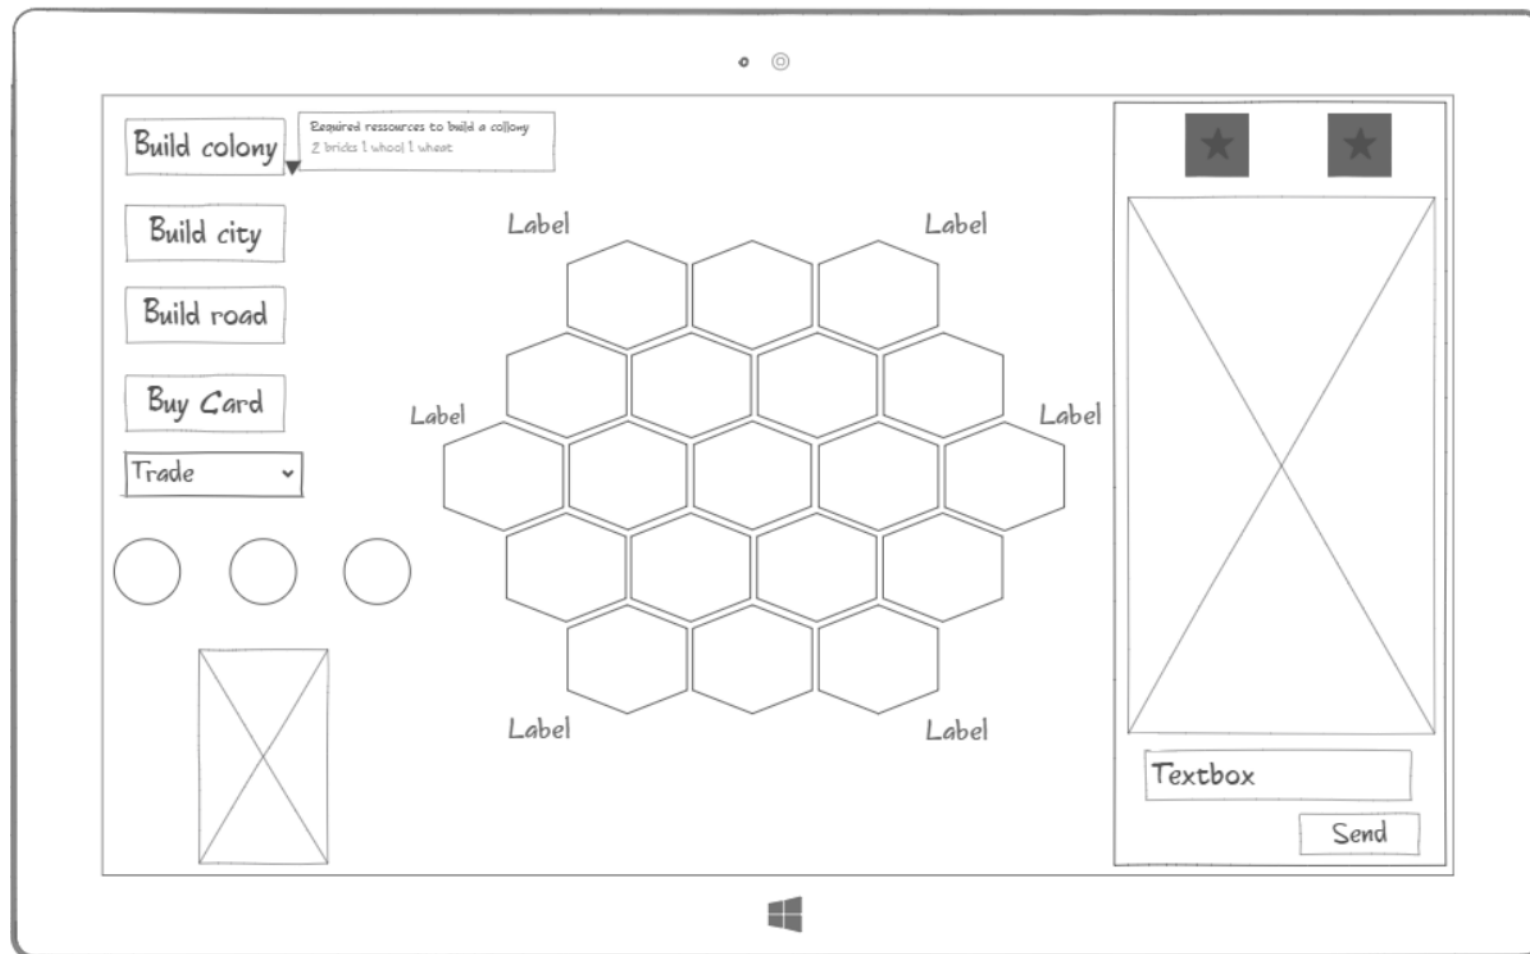 Build colony
Required ressources to build a collony
2 bricks 1 whool 1 wheat
Build city
Label
Label
Build road
Buy Card
Label
Label
Trade
Label
Label
Textbox
Send